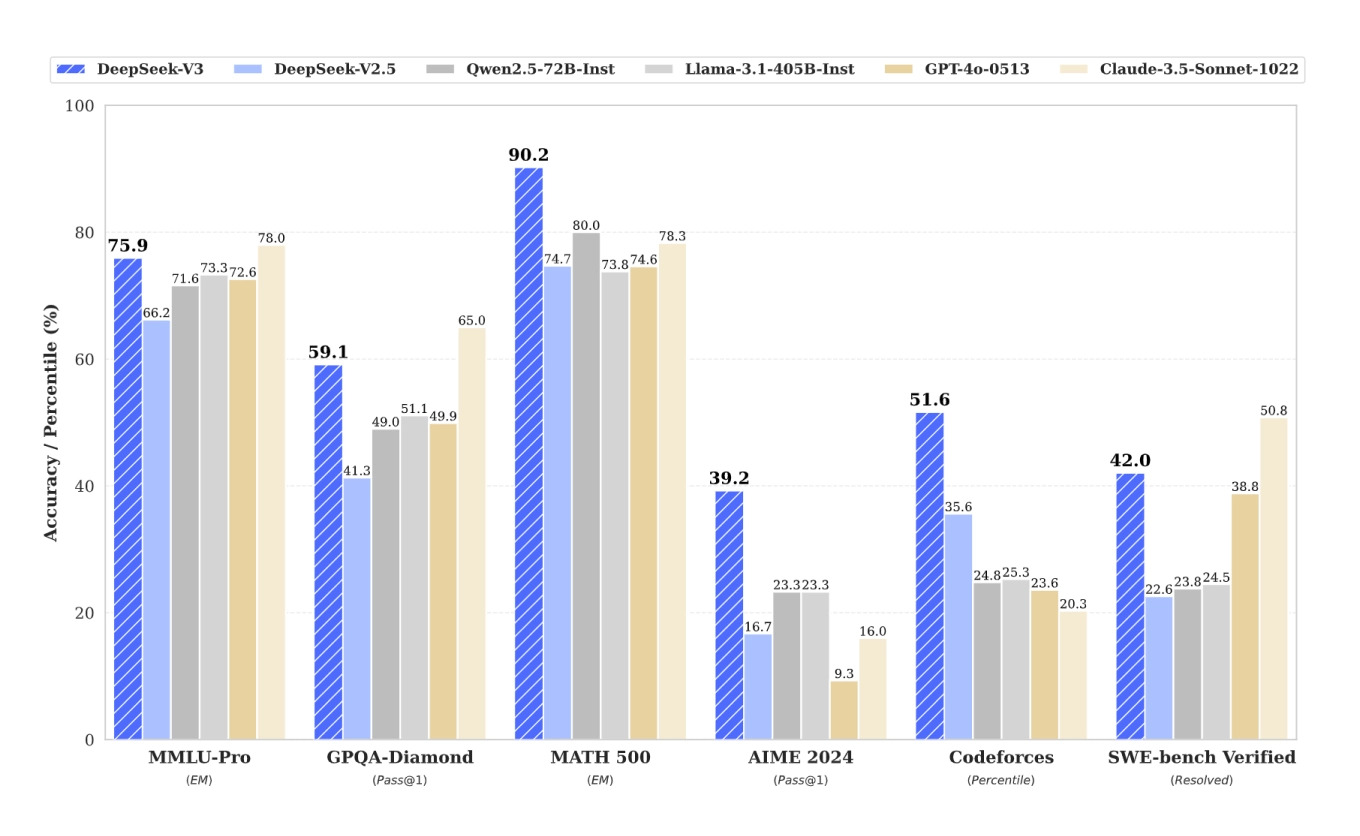 DeepSeek-V3 DeepSeek-V2.5 Qwen2.5-72B-Inst Llama-3.1-405B-Inst GPT-4o-0513 Claude-3.5-Sonnet-1022
Accuracy / Percentile (%)
100
80
60
40
20
0
75.9 66.2 71.6 73.3 72.6 78.0
59.1 41.3 49.0 51.1 49.9 65.0
90.2 74.7 80.0 73.8 74.6 78.3
39.2 16.7 23.3 23.3 9.3 16.0
51.6 35.6 24.8 25.3 23.6 20.3
42.0 22.6 23.8 24.5 38.8 50.8
MMLU-Pro GPQA-Diamond MATH 500 AIME 2024 Codeforces SWE-bench Verified
(EM) (Pass@1) (EM) (Pass@1) (Percentile) (Resolved)